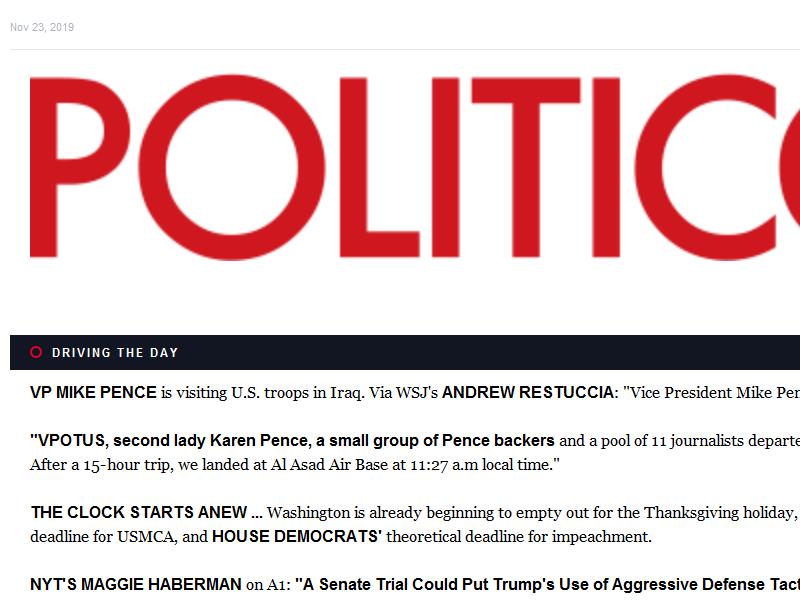 Nov 23, 2019
POLITICO
DRIVING THE DAY
VP MIKE PENCE is visiting U.S. troops in Iraq. Via WSJ's ANDREW RESTUCCIA: "Vice President Mike
"VPOTUS, second lady Karen Pence, a small group of Pence backers and a pool of 11 journalists
After a 15-hour trip, we landed at Al Asad Air Base at 11:27 a.m local time."
THE CLOCK STARTS ANEW ... Washington is already beginning to empty out for the Thanksgiving holiday,
deadline for USMCA, and HOUSE DEMOCRATS' theoretical deadline for impeachment.
NYT'S MAGGIE HABERMAN on A1: "A Senate Trial Could Put Trump's Use of Aggressive Defense